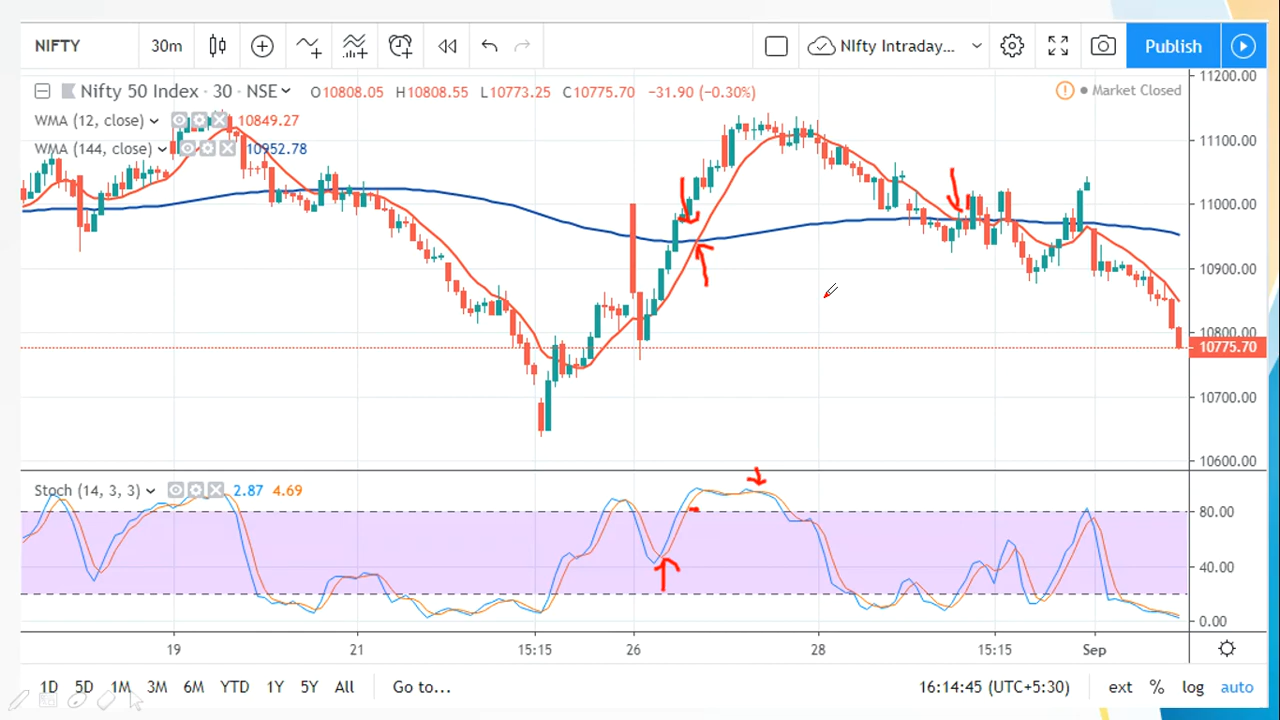 NIFTY 30m NIfty Intraday... Publish
Nifty 50 Index · 30 · NSE O10808.05 H10808.55 L10773.25 C10775.70 −31.90 (−0.30%) Market Closed
WMA (12, close) 10849.27
WMA (144, close) 10952.78
11200.00
11100.00
11000.00
10900.00
10800.00
10775.70
10700.00
10600.00
Stoch (14, 3, 3) 2.87 4.69
80.00
40.00
0.00
19 21 15:15 26 28 15:15 Sep
1D 5D 1M 3M 6M YTD 1Y 5Y All Go to... 16:14:45 (UTC+5:30) ext % log auto